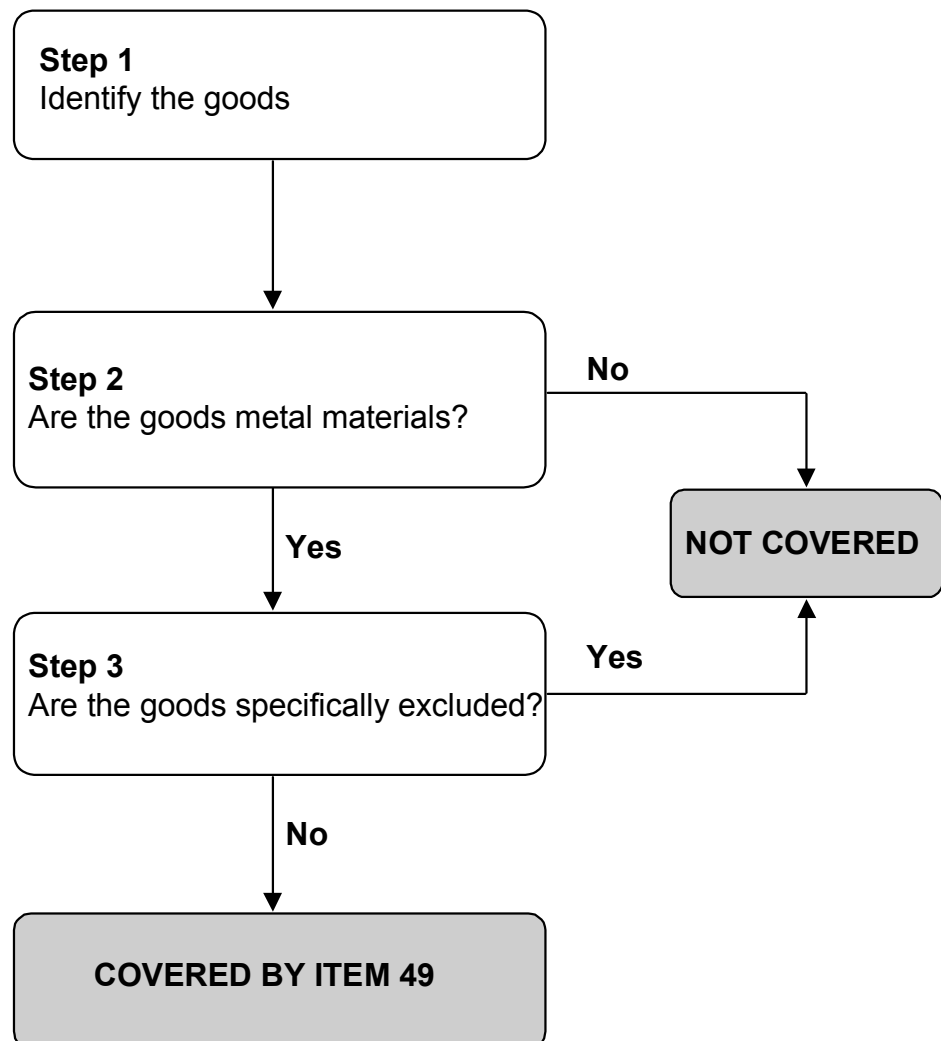 Step 1
Identify the goods
Step 2
Are the goods metal materials?
No
NOT COVERED
Yes
Step 3
Are the goods specifically excluded?
Yes
No
COVERED BY ITEM 49